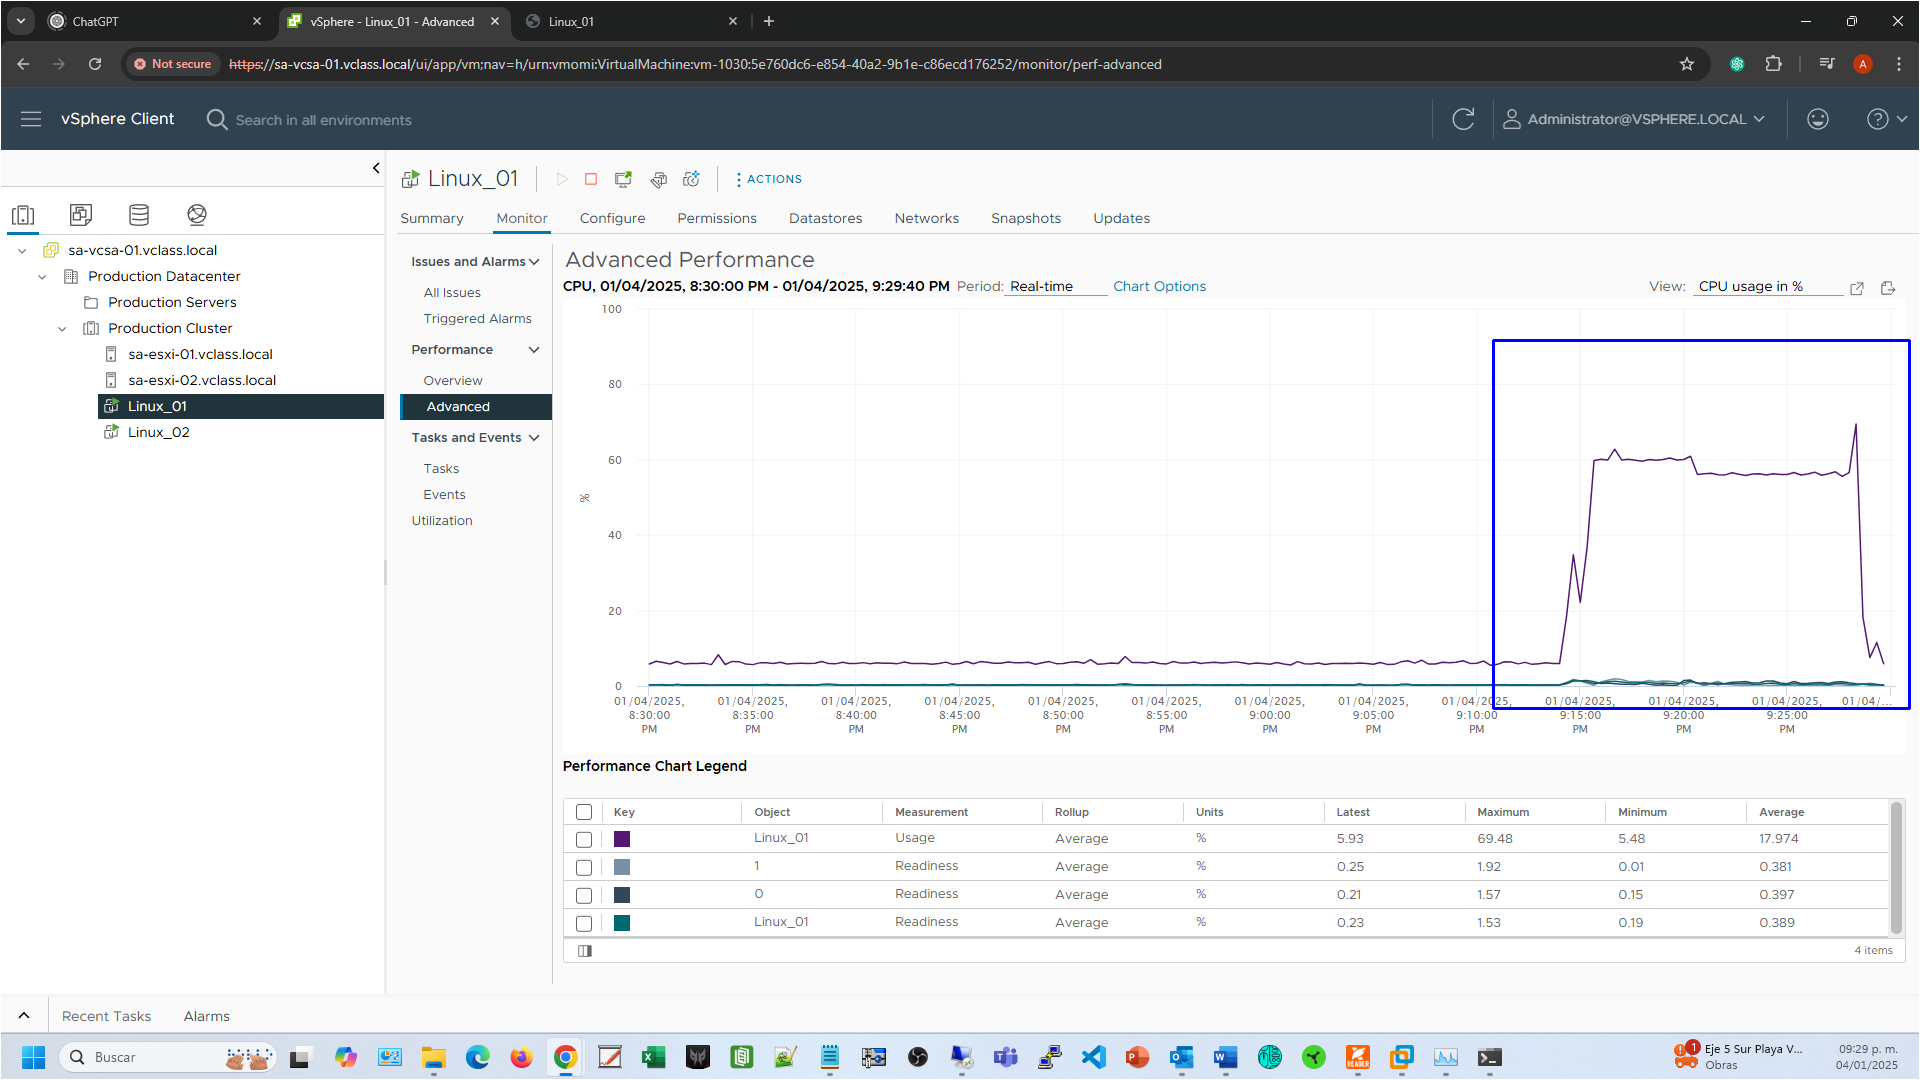 ChatGPT
vSphere - Linux_01 - Advanced
Linux_01
Not secure
https://sa-vcsa-01.vclass.local/ui/app/vm;nav=h/urn:vmomi:VirtualMachine:vm-1030:5e760dc6-e854-40a2-9b1e-c86ecd176252/monitor/perf-advanced
A
vSphere Client
Search in all environments
Administrator@VSPHERE.LOCAL
sa-vcsa-01.vclass.local
Production Datacenter
Production Servers
Production Cluster
sa-esxi-01.vclass.local
sa-esxi-02.vclass.local
Linux_01
Linux_02
Linux_01
ACTIONS
Summary Monitor Configure Permissions Datastores Networks Snapshots Updates
Issues and Alarms
All Issues
Triggered Alarms
Performance
Overview
Advanced
Tasks and Events
Tasks
Events
Utilization
Advanced Performance
CPU, 01/04/2025, 8:30:00 PM - 01/04/2025, 9:29:40 PM Period: Real-time Chart Options
View: CPU usage in %
100
80
60
%
40
20
0
01/04/2025, 01/04/2025, 01/04/2025, 01/04/2025, 01/04/2025, 01/04/2025, 01/04/2025, 01/04/2025, 01/04/2025, 01/04/2025, 01/04/2025, 01/04/2025, 01/04/...
8:30:00 8:35:00 8:40:00 8:45:00 8:50:00 8:55:00 9:00:00 9:05:00 9:10:00 9:15:00 9:20:00 9:25:00
PM PM PM PM PM PM PM PM PM PM PM PM
Performance Chart Legend
Key Object Measurement Rollup Units Latest Maximum Minimum Average
Linux_01 Usage Average % 5.93 69.48 5.48 17.974
1 Readiness Average % 0.25 1.92 0.01 0.381
0 Readiness Average % 0.21 1.57 0.15 0.397
Linux_01 Readiness Average % 0.23 1.53 0.19 0.389
4 items
Recent Tasks Alarms
Buscar
READER
1
Eje 5 Sur Playa V...
Obras
09:29 p. m.
04/01/2025